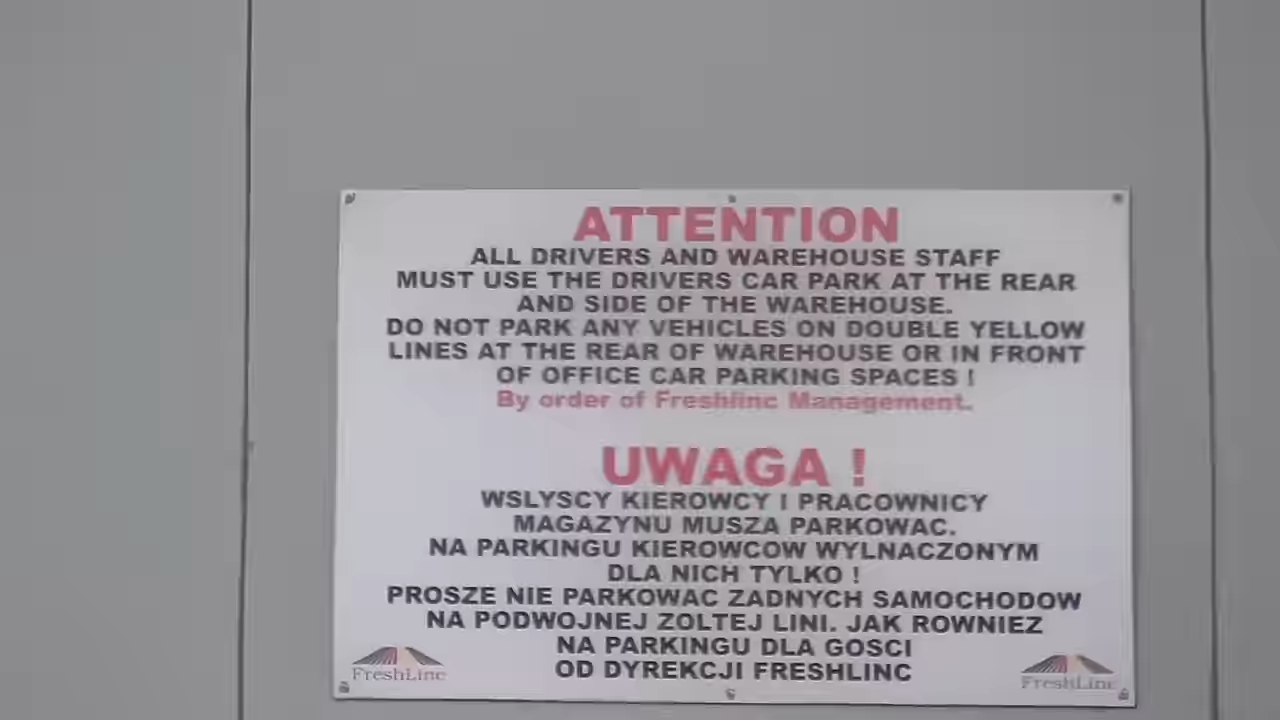 ATTENTION
ALL DRIVERS AND WAREHOUSE STAFF
MUST USE THE DRIVERS CAR PARK AT THE REAR
AND SIDE OF THE WAREHOUSE.
DO NOT PARK ANY VEHICLES ON DOUBLE YELLOW
LINES AT THE REAR OF WAREHOUSE OR IN FRONT
OF OFFICE CAR PARKING SPACES !
By order of Freshlinc Management.
UWAGA !
WSLYSCY KIEROWCY I PRACOWNICY
MAGAZYNU MUSZA PARKOWAC.
NA PARKINGU KIEROWCOW WYLNACZONYM
DLA NICH TYLKO !
PROSZE NIE PARKOWAC ZADNYCH SAMOCHODOW
NA PODWOJNEJ ZOLTEJ LINI. JAK ROWNIEZ
NA PARKINGU DLA GOSCI
OD DYREKCJI FRESHLINC
FreshLinc
FreshLinc